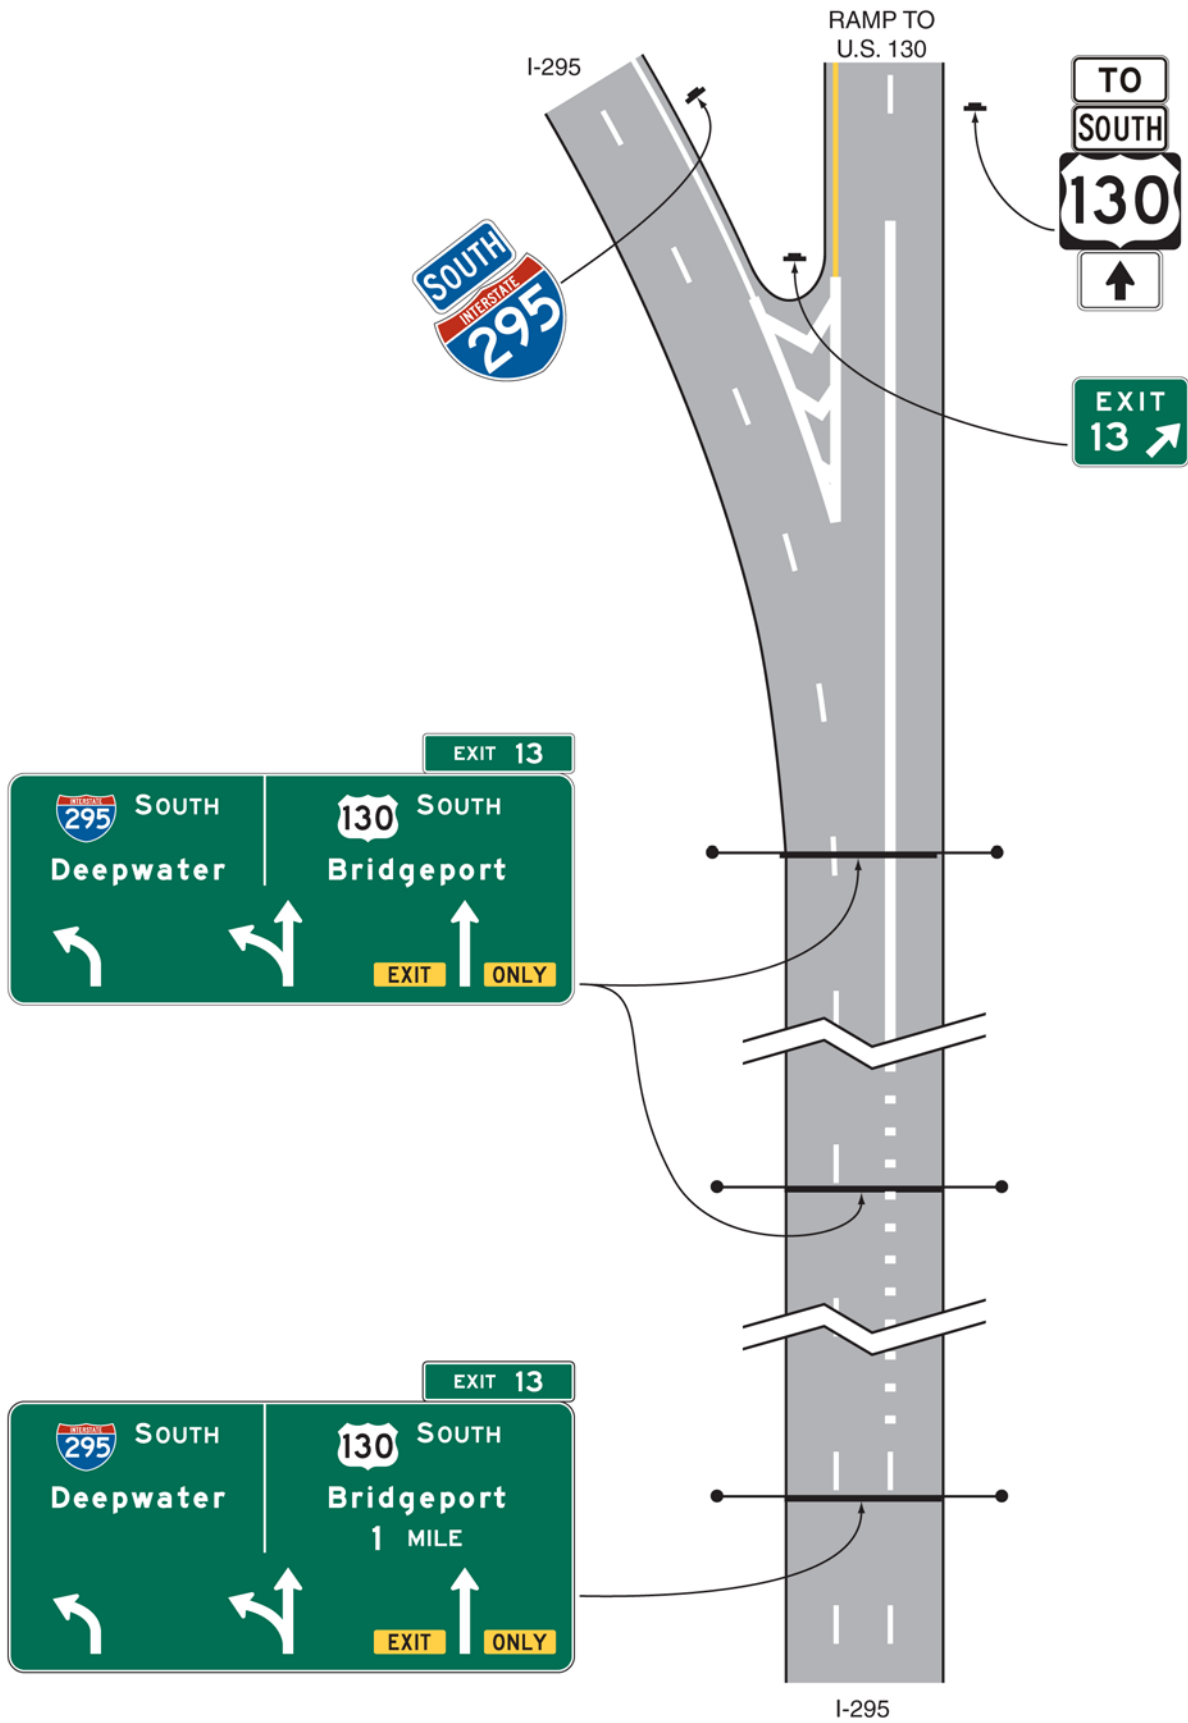 RAMP TO
U.S. 130
I-295
TO
SOUTH
130
SOUTH
INTERSTATE
295
EXIT
13
EXIT 13
INTERSTATE
295 SOUTH
Deepwater
130 SOUTH
Bridgeport
EXIT ONLY
EXIT 13
INTERSTATE
295 SOUTH
Deepwater
130 SOUTH
Bridgeport
1 MILE
EXIT ONLY
I-295